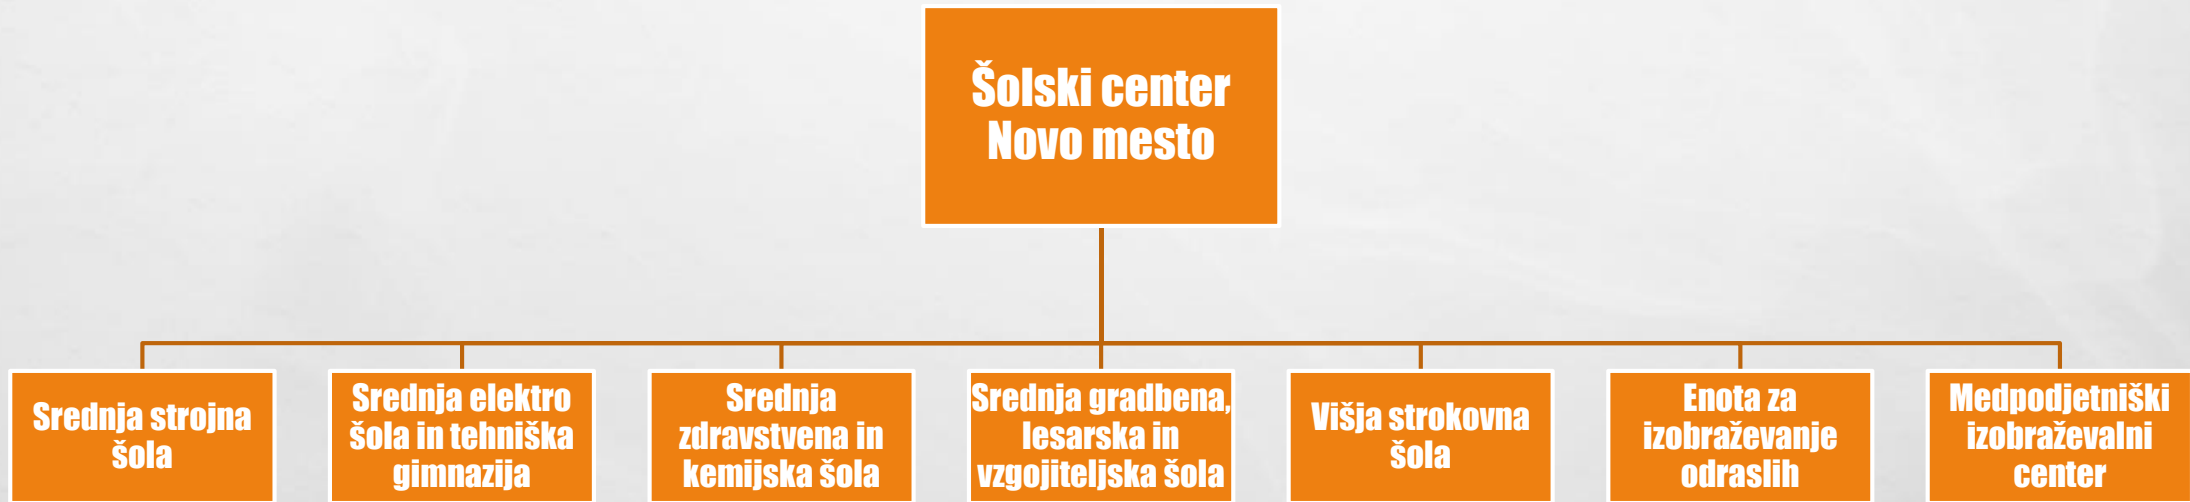 Šolski center
Novo mesto
Srednja strojna
šola
Srednja elektro
šola in tehniška
gimnazija
Srednja
zdravstvena in
kemijska šola
Srednja gradbena,
lesarska in
vzgojiteljska šola
Višja strokovna
šola
Enota za
izobraževanje
odraslih
Medpodjetniški
izobraževalni
center